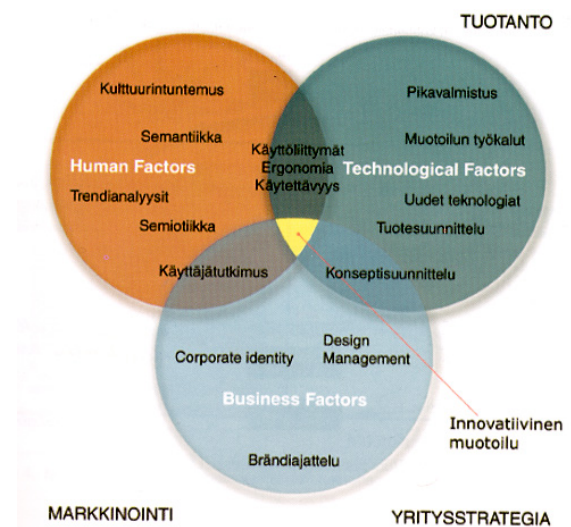 TUOTANTO
Kulttuurintuntemus
Pikavalmistus
Semantiikka
Käyttöliittymät
Muotoilun työkalut
Human Factors
Ergonomia
Technological Factors
Käytettävyys
Trendianalyysit
Uudet teknologiat
Semiotiikka
Tuotesuunnittelu
Käyttäjätutkimus
Konseptisuunnittelu
Corporate identity
Design
Management
Business Factors
Innovatiivinen
muotoilu
Brändiajattelu
MARKKINOINTI
YRITYSSTRATEGIA